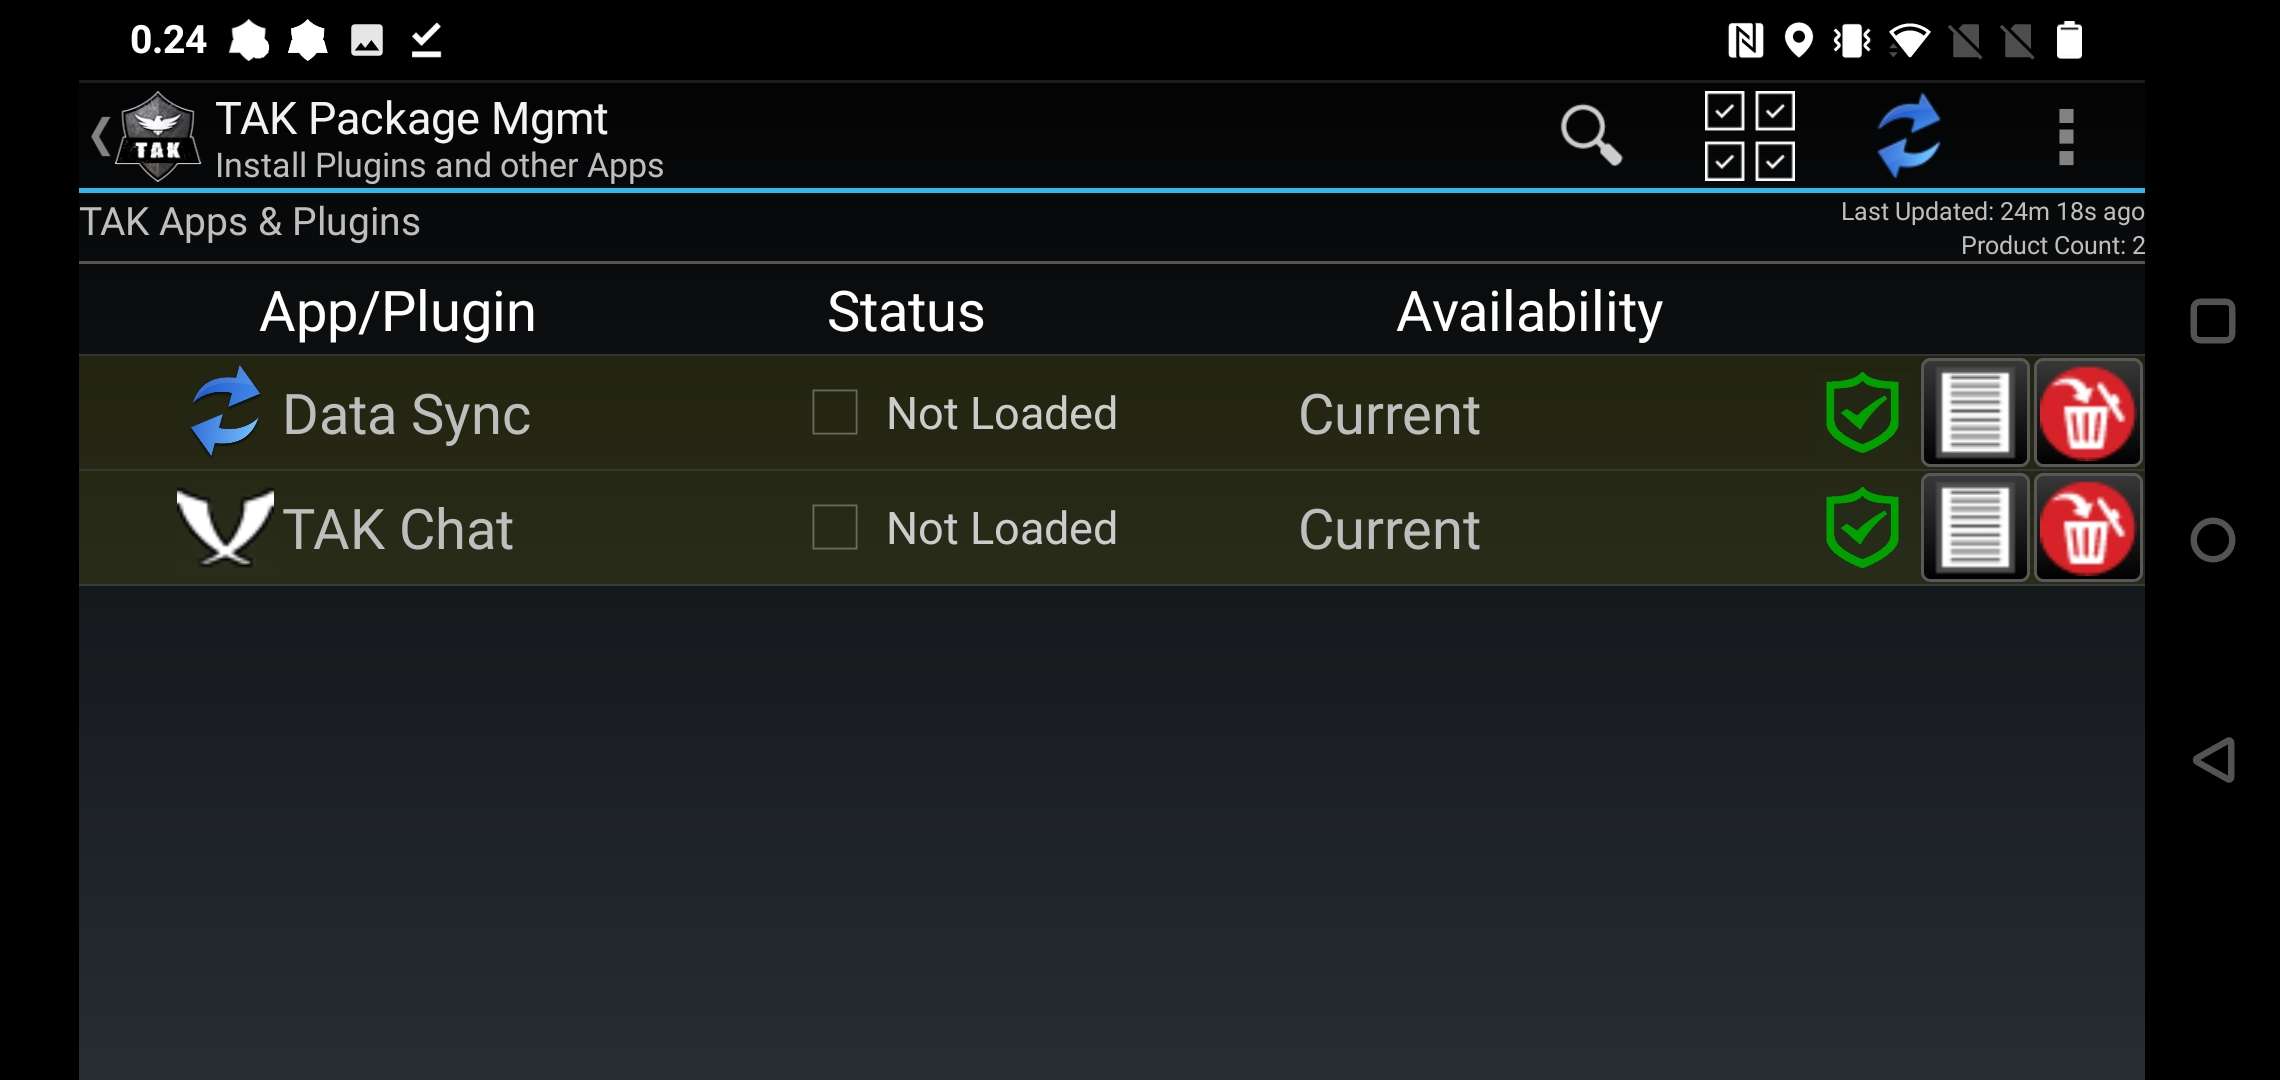 0.24
TAK Package Mgmt
TAK
Install Plugins and other Apps
TAK Apps & Plugins
Last Updated: 24m 18s ago
Product Count: 2
App/Plugin Status Availability
Data Sync Not Loaded Current
TAK Chat Not Loaded Current